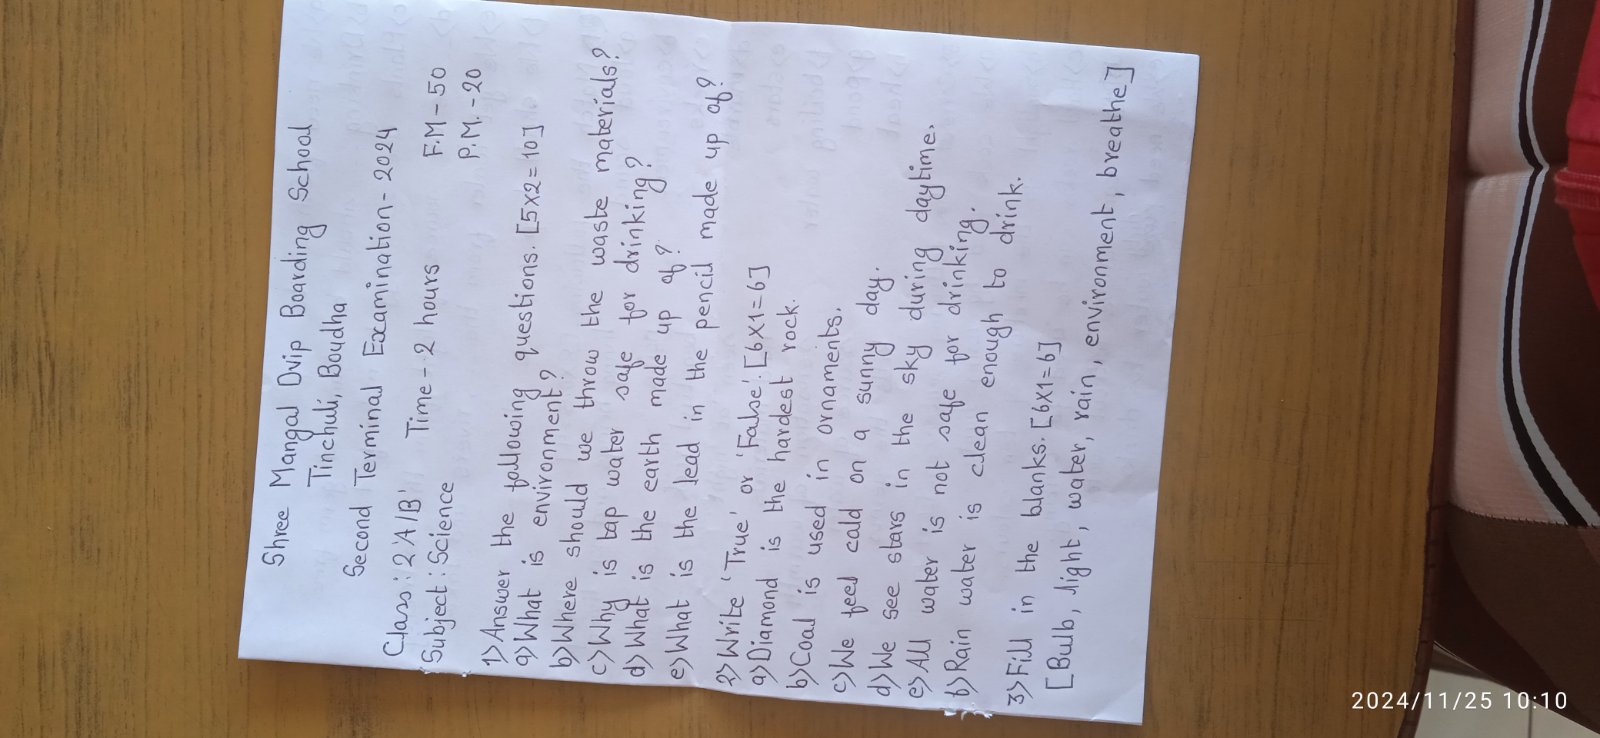 Shree Mangal Dvip Boarding School
Tinchuli, Boudha
Second Terminal Examination - 2024
Class : 2 'A/B' Time - 2 hours F.M - 50
Subject : Science P.M. - 20
1> Answer the following questions. [5x2=10]
a> What is environment?
b> Where should we throw the waste materials?
c> Why is tap water safe for drinking?
d> What is the earth made up of?
e> What is the lead in the pencil made up of?
2> Write 'True' or 'False'. [6x1=6]
a> Diamond is the hardest rock.
b> Coal is used in ornaments.
c> We feel cold on a sunny day.
d> We see stars in the sky during daytime.
e> All water is not safe for drinking.
f> Rain water is clean enough to drink.
3> Fill in the blanks. [6x1=6]
[Bulb, light, water, rain, environment, breathe]
2024/11/25 10:10